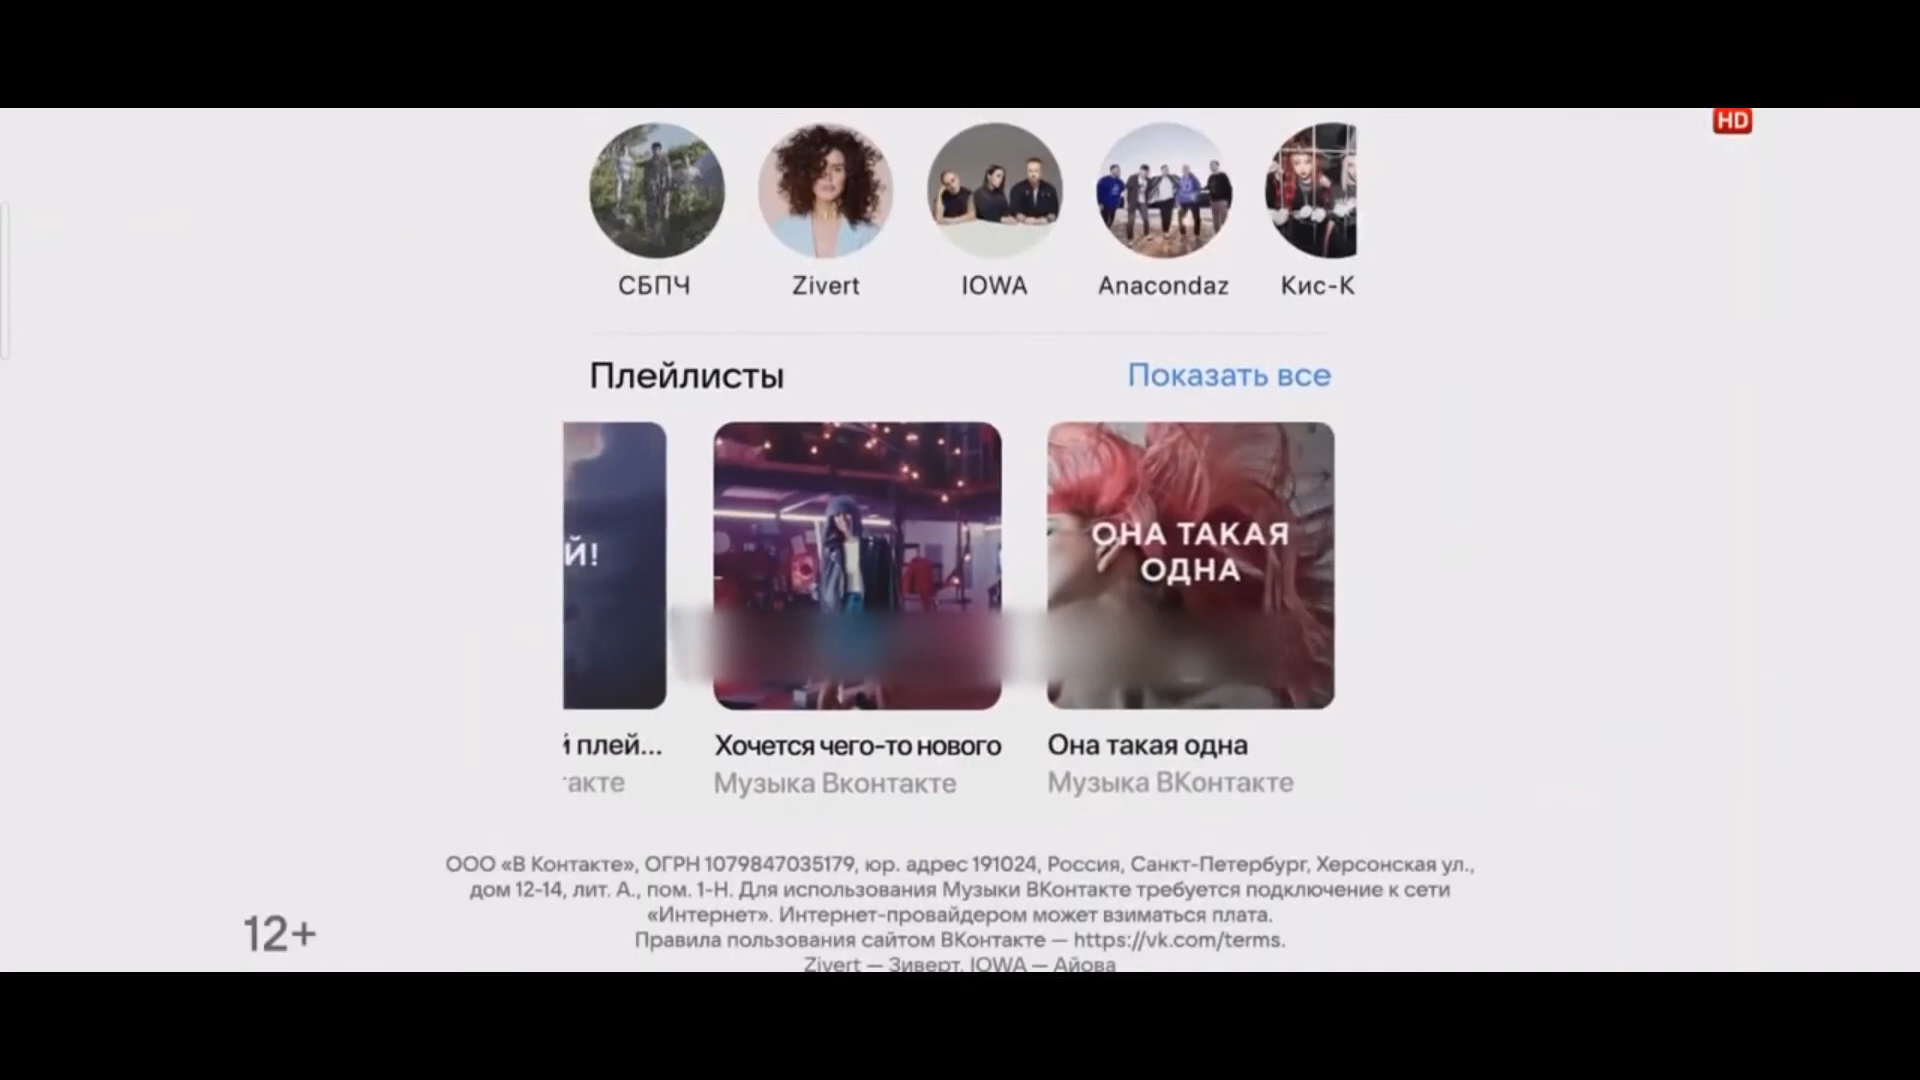 HD
СБПЧ
Zivert
IOWA
Anacondaz
Кис-К
Плейлисты
Показать все
Й!
ОНА ТАКАЯ
ОДНА
й плей...
Хочется чего-то нового
Она такая одна
такте
Музыка Вконтакте
Музыка ВКонтакте
ООО «В Контакте», ОГРН 1079847035179, юр. адрес 191024, Россия, Санкт-Петербург, Херсонская ул.,
дом 12-14, лит. А., пом. 1-Н. Для использования Музыки ВКонтакте требуется подключение к сети
«Интернет». Интернет-провайдером может взиматься плата.
Правила пользования сайтом ВКонтакте — https://vk.com/terms.
Zivert — Зиверт, IOWA — Айова
12+